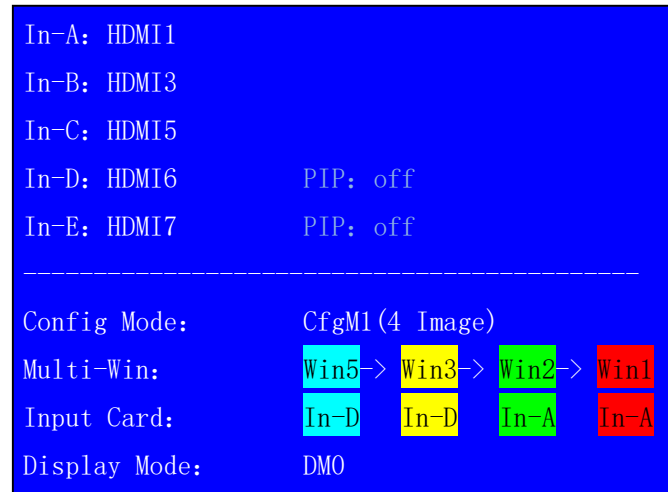 In-A: HDMI1
In-B: HDMI3
In-C: HDMI5
In-D: HDMI6 PIP: off
In-E: HDMI7 PIP: off
Config Mode: CfgM1(4 Image)
Multi-Win: Win5-> Win3-> Win2-> Win1
Input Card: In-D In-D In-A In-A
Display Mode: DM0